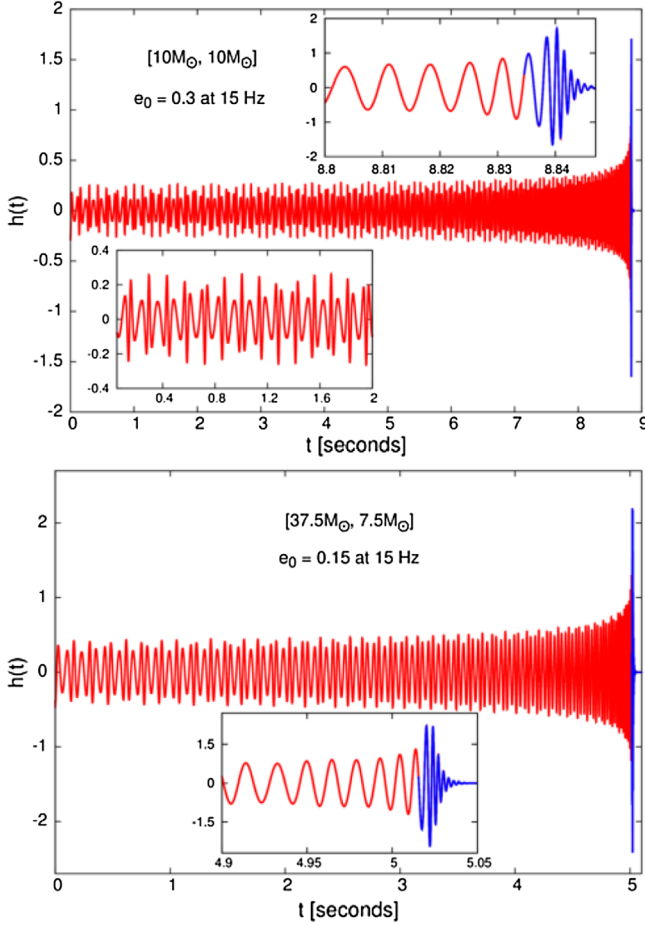 2
1.5
1
0.5
0
-0.5
-1
-1.5
-2
h(t)
[10M☉, 10M☉]
e₀ = 0.3 at 15 Hz
2
1
0
-1
-2
8.8 8.81 8.82 8.83 8.84
0.4
0.2
0
-0.2
-0.4
0.4 0.8 1.2 1.6 2
0 1 2 3 4 5 6 7 8 9
t [seconds]
2
1
0
-1
-2
h(t)
[37.5M☉, 7.5M☉]
e₀ = 0.15 at 15 Hz
1.5
0
-1.5
4.9 4.95 5 5.05
0 1 2 3 4 5
t [seconds]